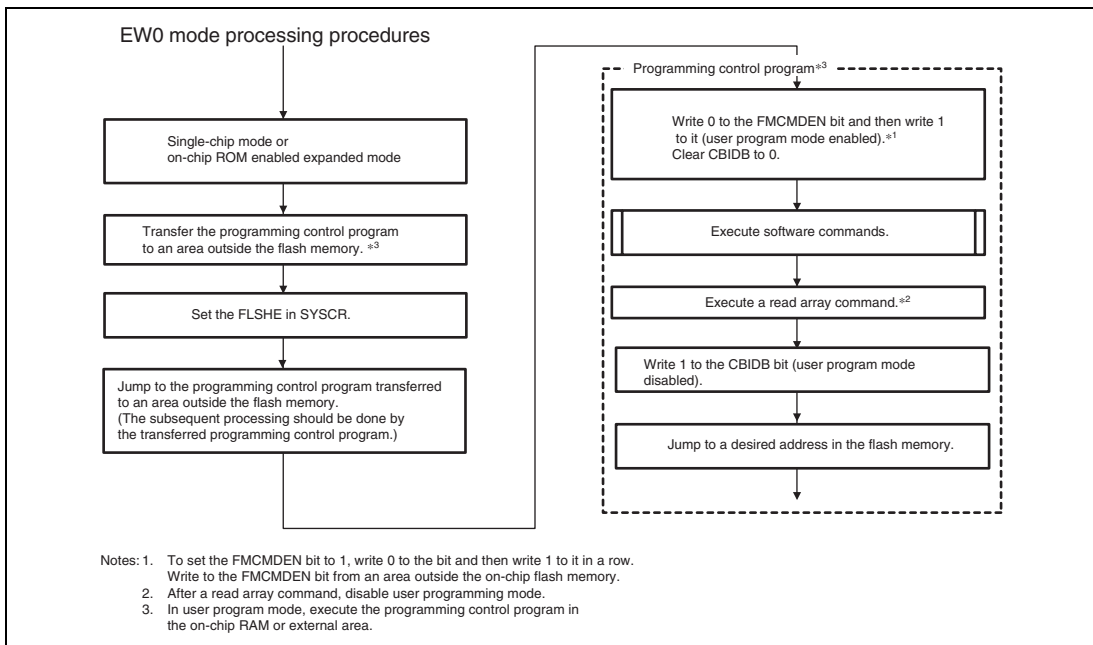 EW0 mode processing procedures
Single-chip mode or
on-chip ROM enabled expanded mode
Transfer the programming control program
to an area outside the flash memory. *3
Set the FLSHE in SYSCR.
Jump to the programming control program transferred
to an area outside the flash memory.
(The subsequent processing should be done by
the transferred programming control program.)
Programming control program*3
Write 0 to the FMCMDEN bit and then write 1
to it (user program mode enabled).*1
Clear CBIDB to 0.
Execute software commands.
Execute a read array command.*2
Write 1 to the CBIDB bit (user program mode
disabled).
Jump to a desired address in the flash memory.
Notes: 1. To set the FMCMDEN bit to 1, write 0 to the bit and then write 1 to it in a row.
Write to the FMCMDEN bit from an area outside the on-chip flash memory.
2. After a read array command, disable user programming mode.
3. In user program mode, execute the programming control program in
the on-chip RAM or external area.